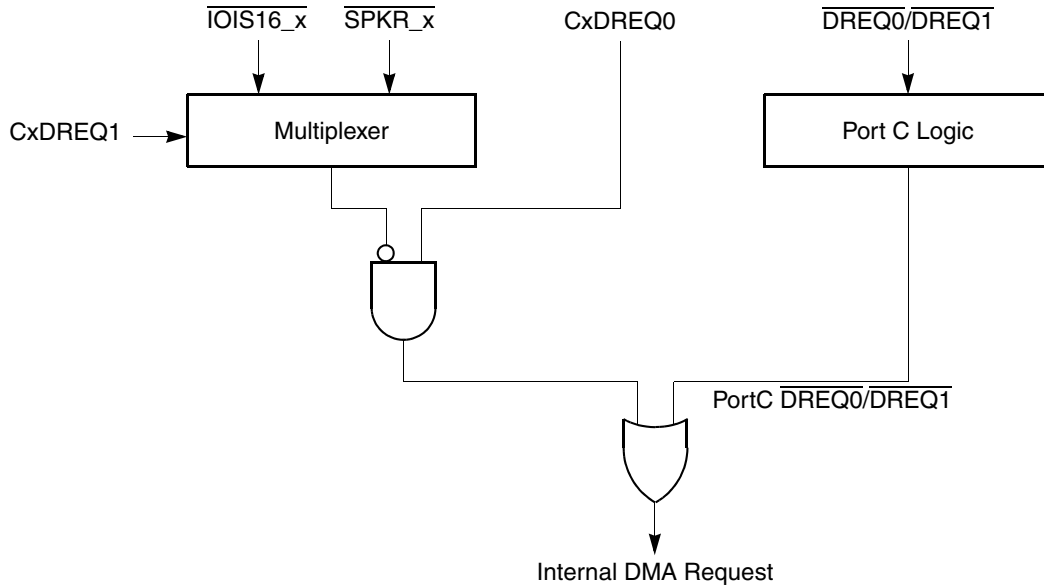 IOIS16_x SPKR_x CxDREQ0 DREQ0/DREQ1
CxDREQ1
Multiplexer
Port C Logic
PortC DREQ0/DREQ1
Internal DMA Request